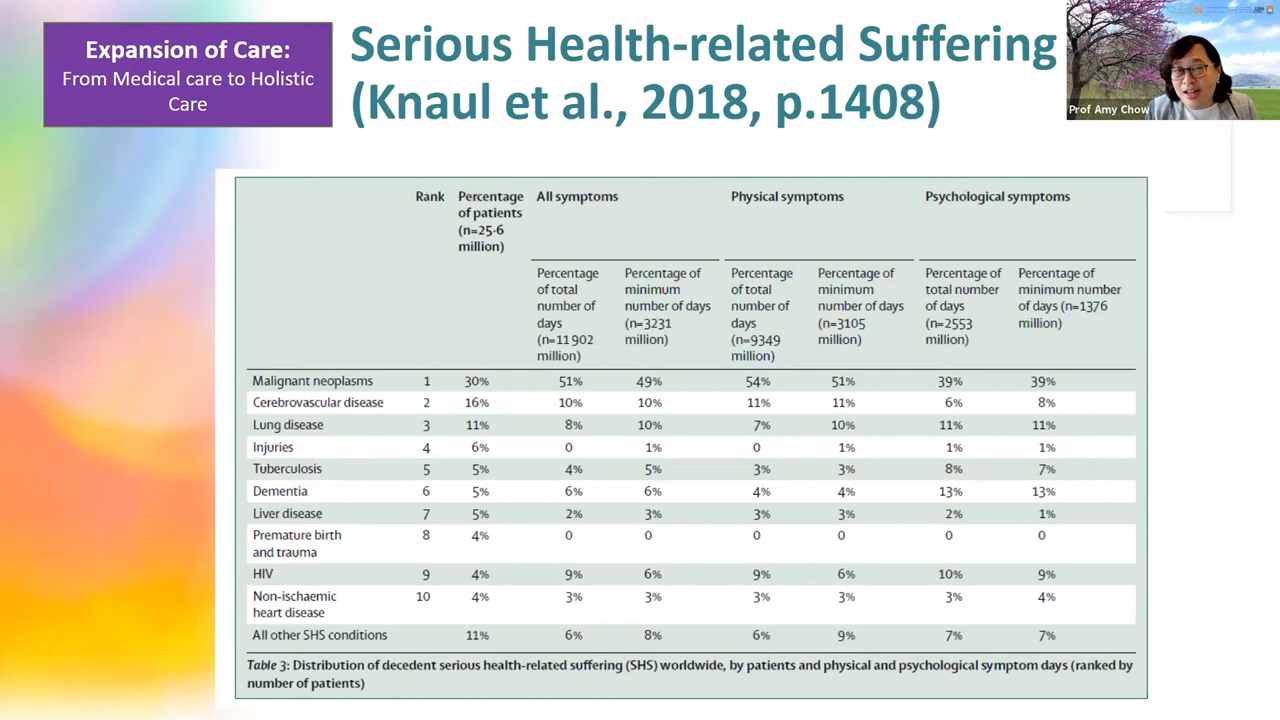 Expansion of Care:
From Medical care to Holistic
Care
Serious Health-related Suffering
(Knaul et al., 2018, p.1408)
Prof Amy Chow
Rank Percentage of patients (n=25·6 million) All symptoms Physical symptoms Psychological symptoms
Percentage of total number of days (n=11 902 million) Percentage of minimum number of days (n=3231 million) Percentage of total number of days (n=9349 million) Percentage of minimum number of days (n=3105 million) Percentage of total number of days (n=2553 million) Percentage of minimum number of days (n=1376 million)
Malignant neoplasms 1 30% 51% 49% 54% 51% 39% 39%
Cerebrovascular disease 2 16% 10% 10% 11% 11% 6% 8%
Lung disease 3 11% 8% 10% 7% 10% 11% 11%
Injuries 4 6% 0 1% 0 1% 1% 1%
Tuberculosis 5 5% 4% 5% 3% 3% 8% 7%
Dementia 6 5% 6% 6% 4% 4% 13% 13%
Liver disease 7 5% 2% 3% 3% 3% 2% 1%
Premature birth and trauma 8 4% 0 0 0 0 0 0
HIV 9 4% 9% 6% 9% 6% 10% 9%
Non-ischaemic heart disease 10 4% 3% 3% 3% 3% 3% 4%
All other SHS conditions 11% 6% 8% 6% 9% 7% 7%
Table 3: Distribution of decedent serious health-related suffering (SHS) worldwide, by patients and physical and psychological symptom days (ranked by
number of patients)